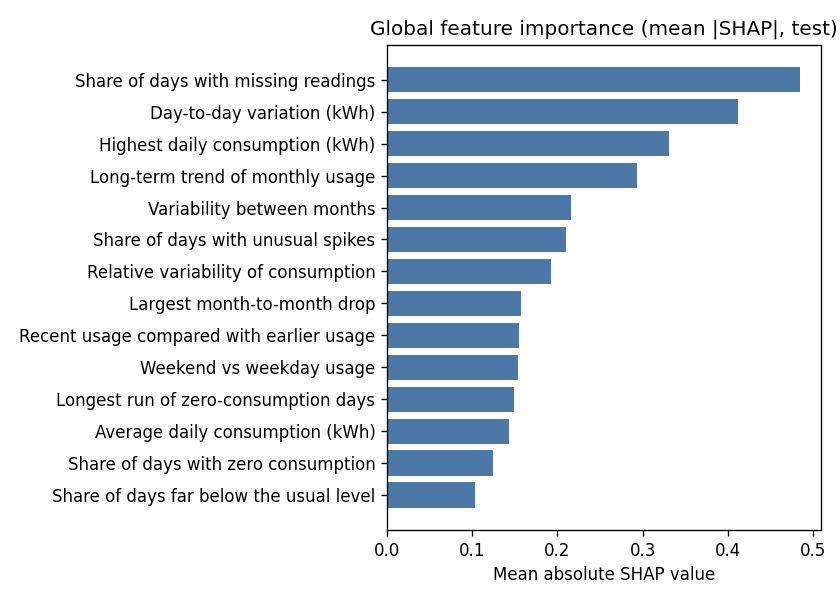 Global feature importance (mean |SHAP|, test)
Share of days with missing readings
Day-to-day variation (kWh)
Highest daily consumption (kWh)
Long-term trend of monthly usage
Variability between months
Share of days with unusual spikes
Relative variability of consumption
Largest month-to-month drop
Recent usage compared with earlier usage
Weekend vs weekday usage
Longest run of zero-consumption days
Average daily consumption (kWh)
Share of days with zero consumption
Share of days far below the usual level
0.0 0.1 0.2 0.3 0.4 0.5
Mean absolute SHAP value